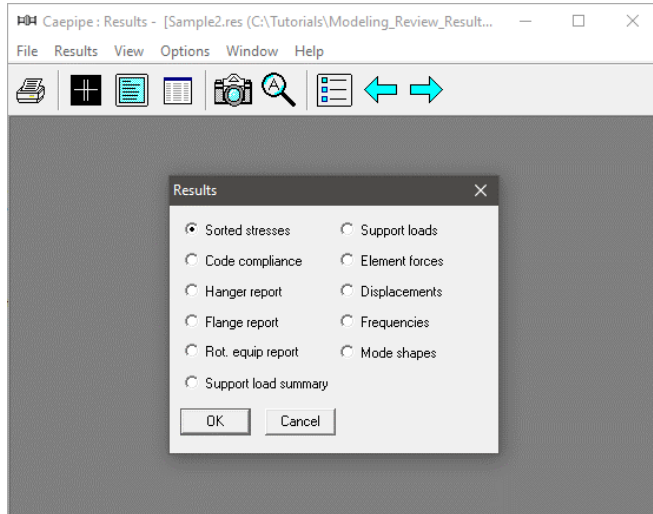 Caepipe : Results - [Sample2.res (C:\Tutorials\Modeling_Review_Result...
File Results View Options Window Help
A
Results
Sorted stresses Support loads
Code compliance Element forces
Hanger report Displacements
Flange report Frequencies
Rot. equip report Mode shapes
Support load summary
OK Cancel